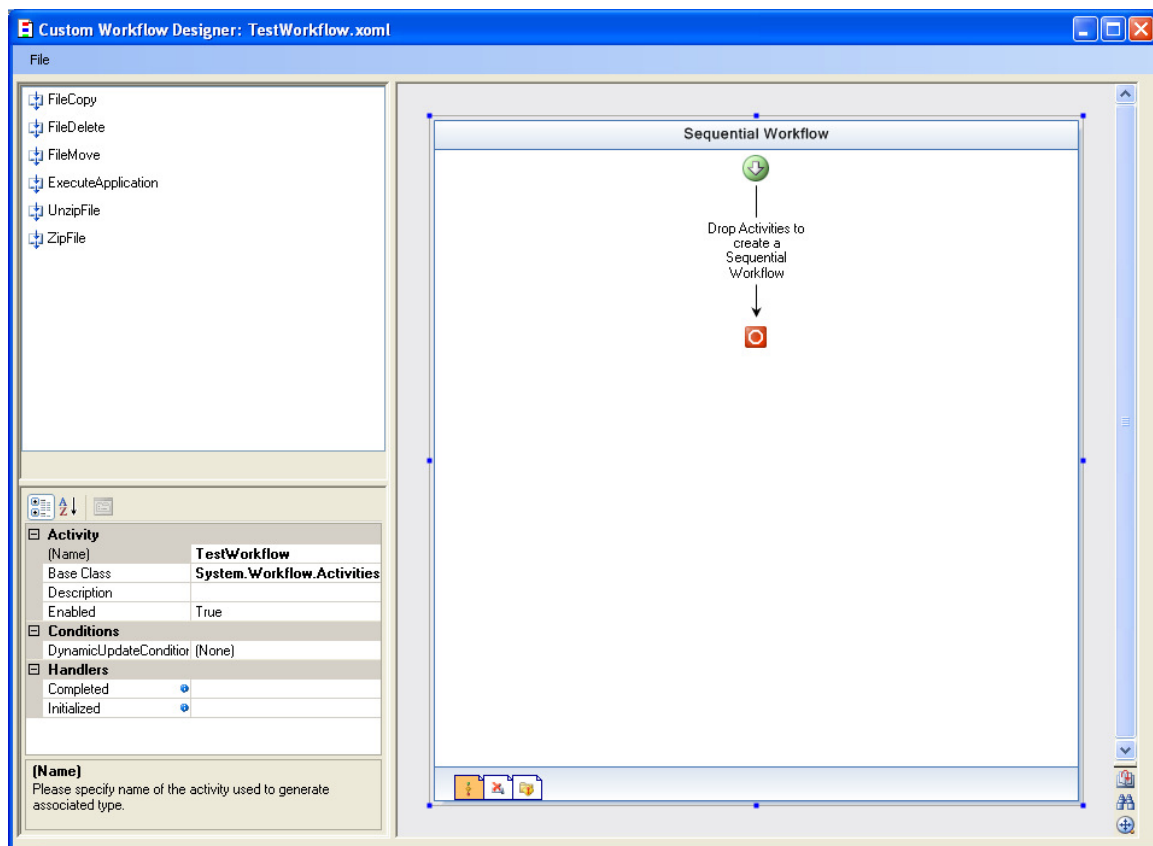 Custom Workflow Designer: TestWorkflow.xoml
File
FileCopy
FileDelete
FileMove
ExecuteApplication
UnzipFile
ZipFile
Sequential Workflow
Drop Activities to
create a
Sequential
Workflow
Activity
(Name) TestWorkflow
Base Class System.Workflow.Activities
Description
Enabled True
Conditions
DynamicUpdateCondition (None)
Handlers
Completed
Initialized
(Name)
Please specify name of the activity used to generate
associated type.